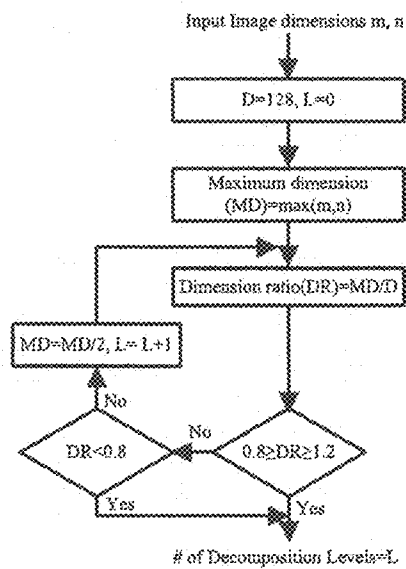 Input Image dimensions m, n
D=128, L=0
Maximum dimension
(MD)=max(m,n)
Dimension ratio(DR)=MD/D
MD=MD/2, L= L+1
No
No
DR<0.8
0.8≥DR≥1.2
Yes
Yes
# of Decomposition Levels=L